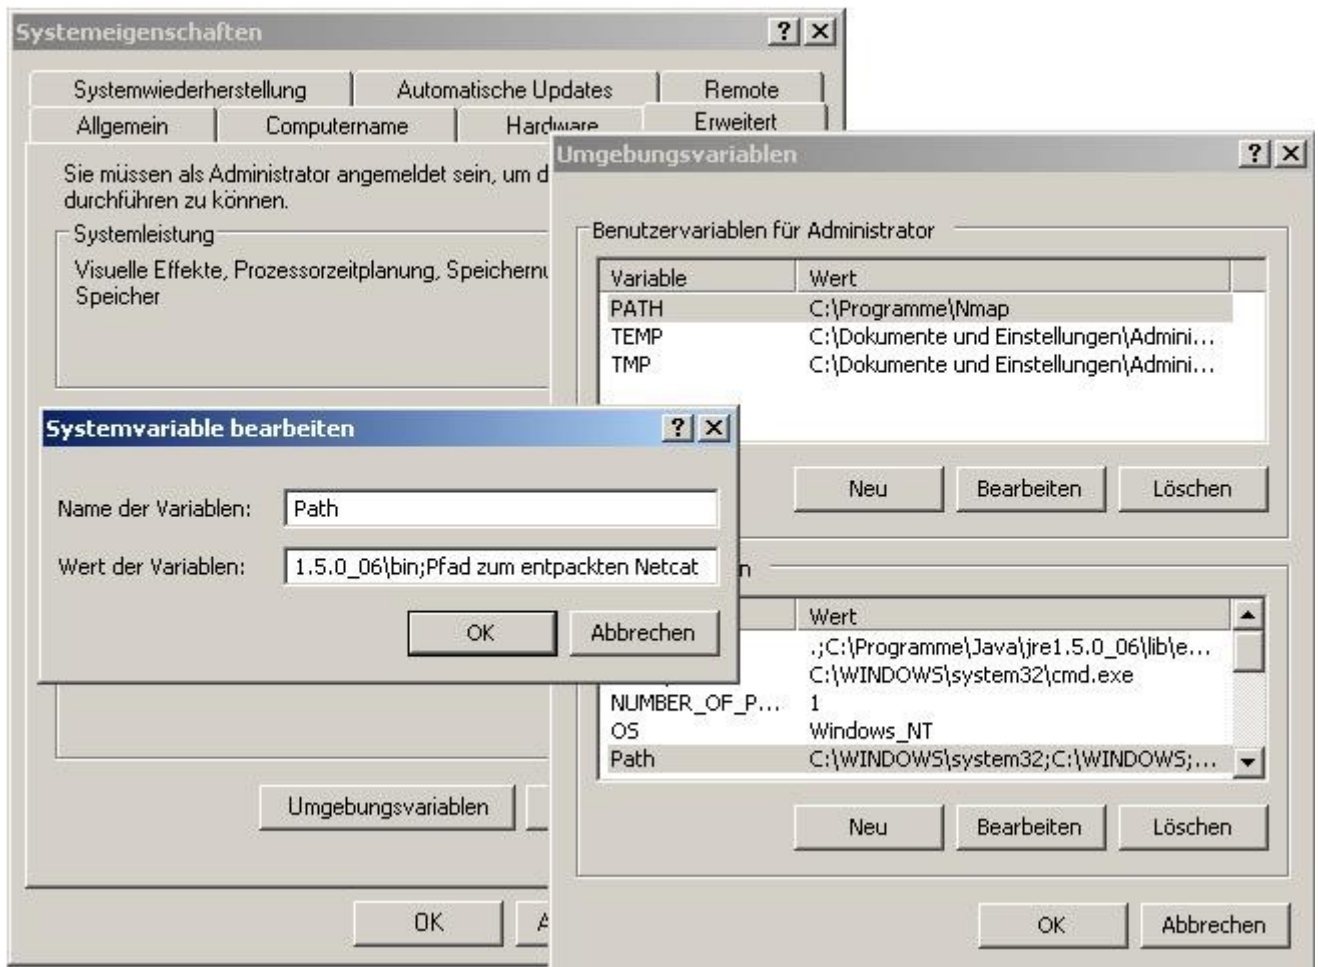 Systemeigenschaften
Systemwiederherstellung Automatische Updates Remote
Allgemein Computername Hardware Erweitert
Sie müssen als Administrator angemeldet sein, um d
durchführen zu können.
Systemleistung
Visuelle Effekte, Prozessorzeitplanung, Speichernu
Speicher
Umgebungsvariablen
OK A
Umgebungsvariablen
Benutzervariablen für Administrator
Variable Wert
PATH C:\Programme\Nmap
TEMP C:\Dokumente und Einstellungen\Admini...
TMP C:\Dokumente und Einstellungen\Admini...
Neu Bearbeiten Löschen
n
Wert
.;C:\Programme\Java\jre1.5.0_06\lib\e...
C:\WINDOWS\system32\cmd.exe
NUMBER_OF_P... 1
OS Windows_NT
Path C:\WINDOWS\system32;C:\WINDOWS;...
Neu Bearbeiten Löschen
OK Abbrechen
Systemvariable bearbeiten
Name der Variablen: Path
Wert der Variablen: 1.5.0_06\bin;Pfad zum entpackten Netcat
OK Abbrechen